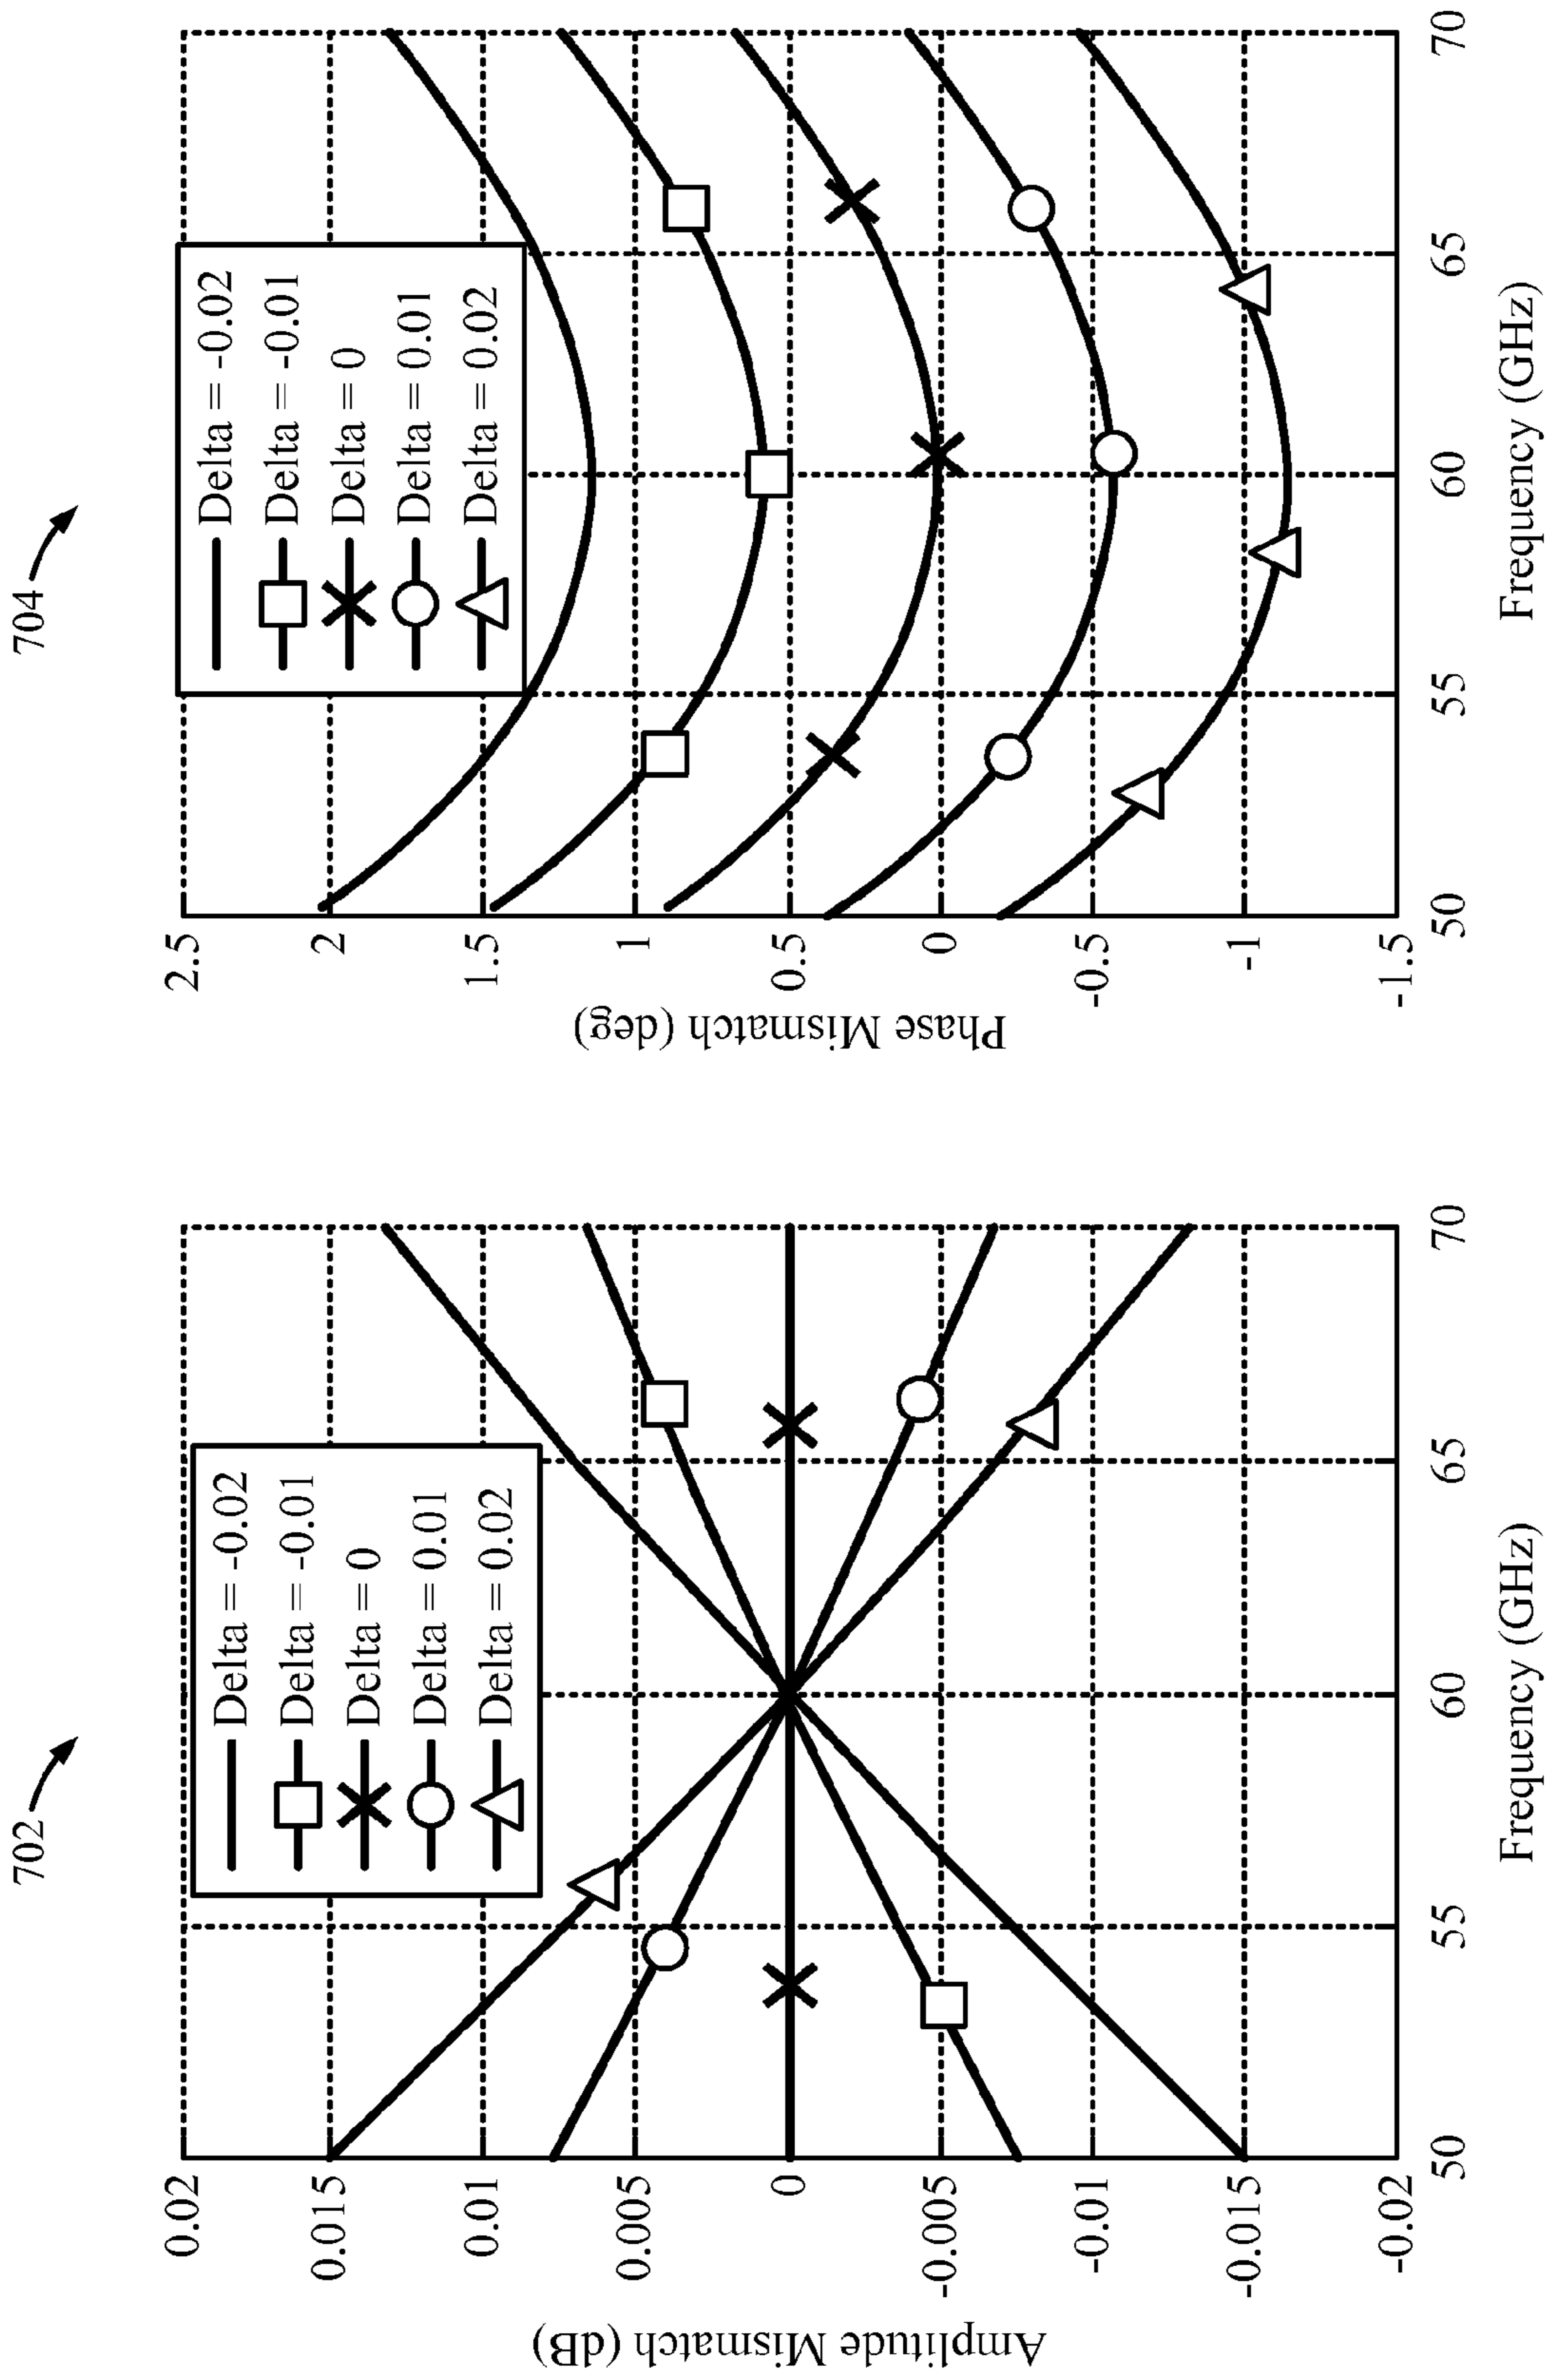 702
Delta = -0.02
Delta = -0.01
Delta = 0
Delta = 0.01
Delta = 0.02
0.02
0.015
0.01
0.005
0
-0.005
-0.01
-0.015
-0.02
Amplitude Mismatch (dB)
50
55
60
65
70
Frequency (GHz)
704
Delta = -0.02
Delta = -0.01
Delta = 0
Delta = 0.01
Delta = 0.02
2.5
2
1.5
1
0.5
0
-0.5
-1
-1.5
Phase Mismatch (deg)
50
55
60
65
70
Frequency (GHz)